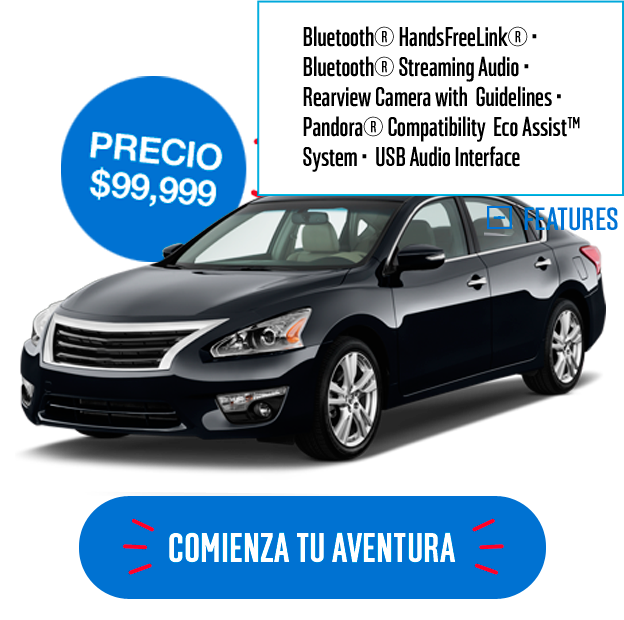 Bluetooth® HandsFreeLink® ·
Bluetooth® Streaming Audio ·
Rearview Camera with Guidelines ·
Pandora® Compatibility Eco Assist™
System · USB Audio Interface
PRECIO
$99,999
FEATURES
COMIENZA TU AVENTURA